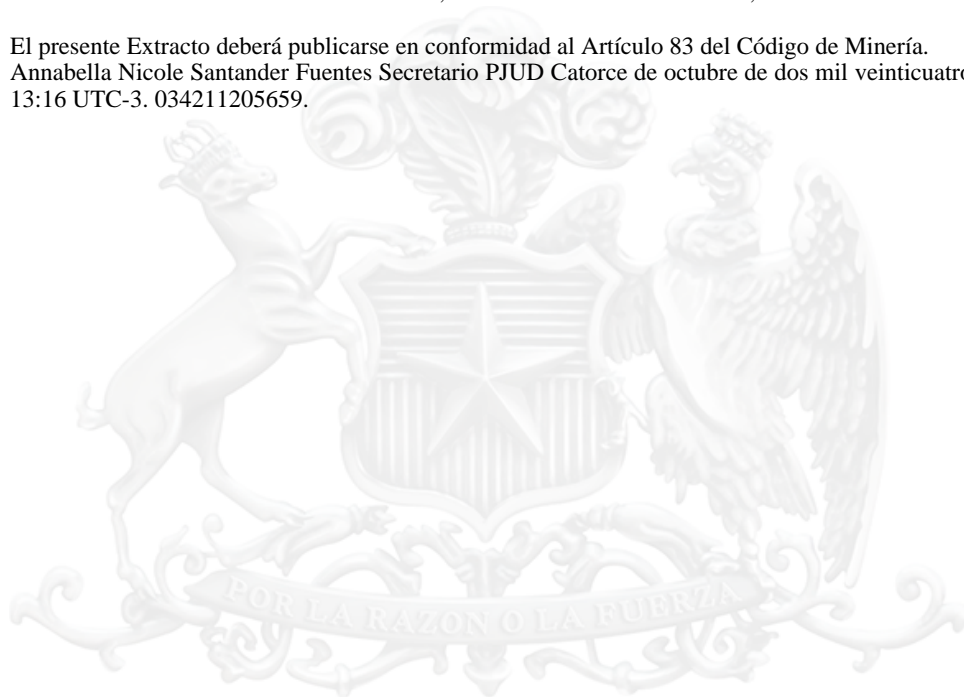 El presente Extracto deberá publicarse en conformidad al Artículo 83 del Código de Minería.
Annabella Nicole Santander Fuentes Secretario PJUD Catorce de octubre de dos mil veinticuatro
13:16 UTC-3. 034211205659.
POR LA RAZON O LA FUERZA